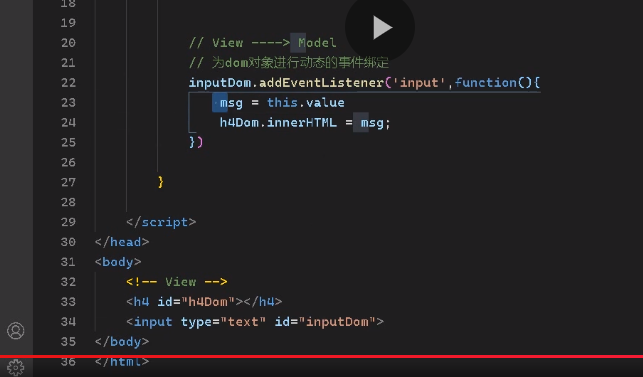 18
19
20 // View ----> Model
21 // 为dom对象进行动态的事件绑定
22 inputDom.addEventListener('input',function(){
23 msg = this.value
24 h4Dom.innerHTML = msg;
25 })
26
27 }
28
29 </script>
30 </head>
31 <body>
32 <!-- View -->
33 <h4 id="h4Dom"></h4>
34 <input type="text" id="inputDom">
35 </body>
36 </html>